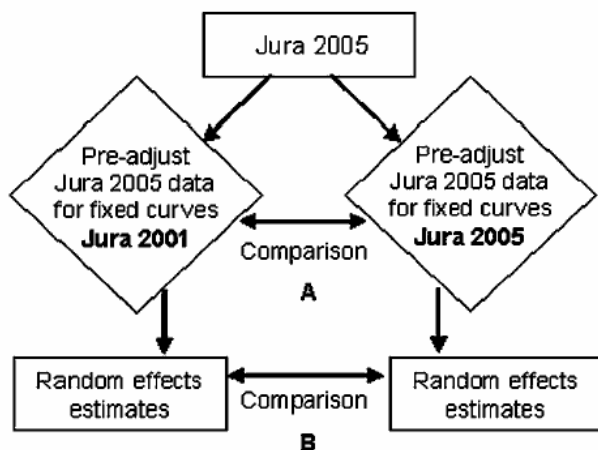 Jura 2005
Pre-adjust
Jura 2005 data
for fixed curves
Jura 2001
Pre-adjust
Jura 2005 data
for fixed curves
Jura 2005
Comparison
A
Random effects
estimates
Comparison
B
Random effects
estimates